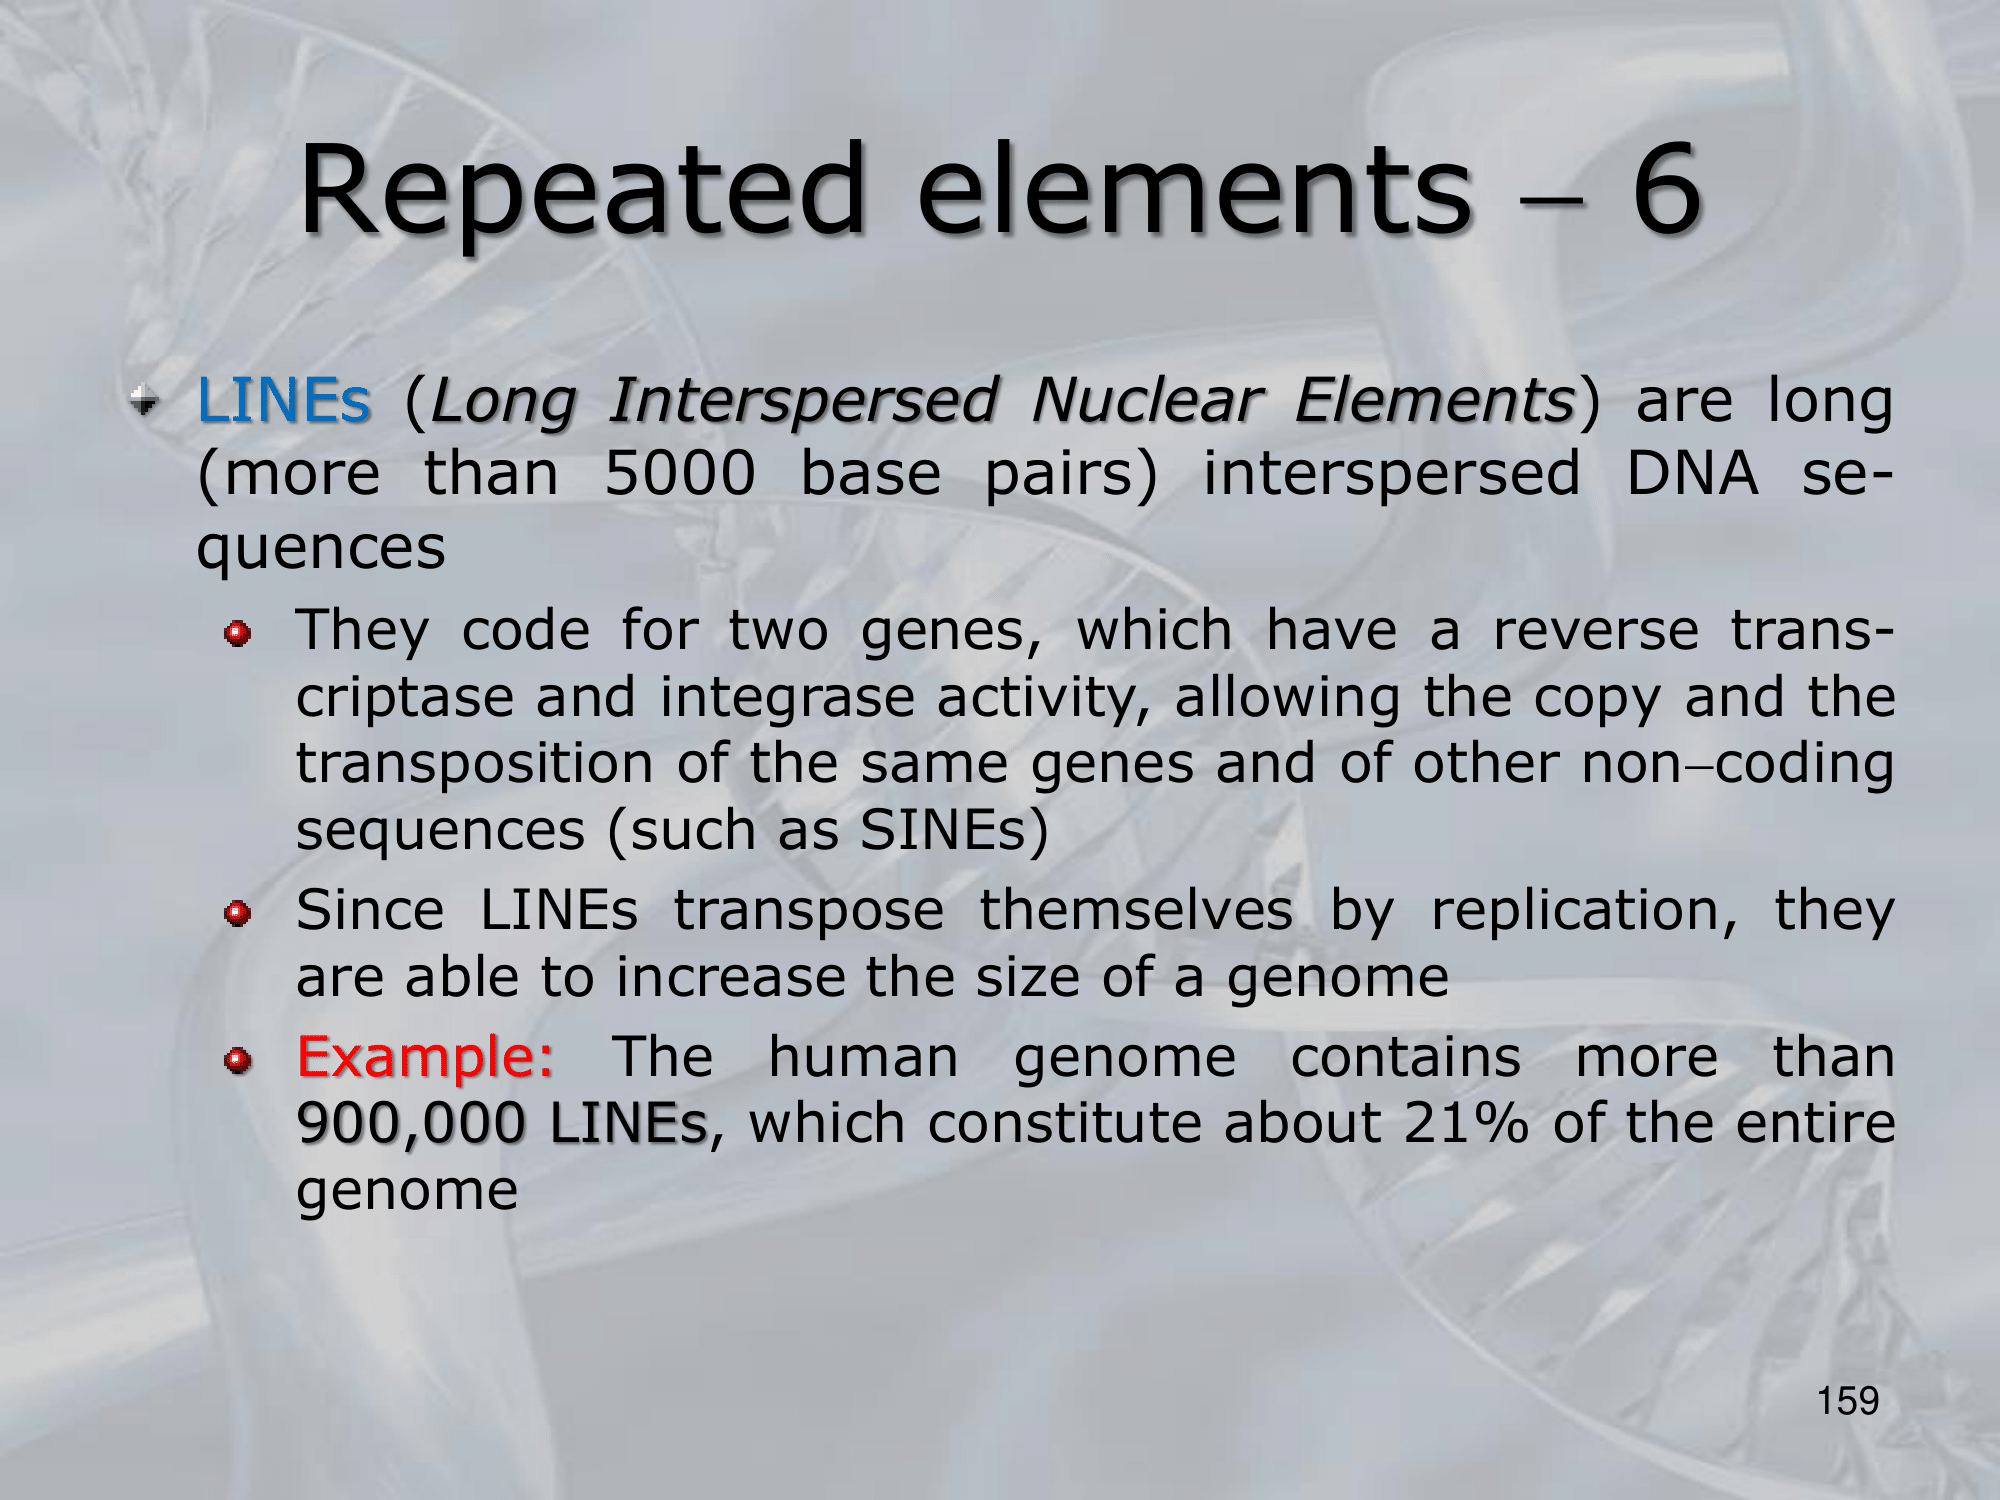 Repeated elements – 6
LINEs (Long Interspersed Nuclear Elements) are long
(more than 5000 base pairs) interspersed DNA se-
quences
They code for two genes, which have a reverse trans-
criptase and integrase activity, allowing the copy and the
transposition of the same genes and of other non–coding
sequences (such as SINEs)
Since LINEs transpose themselves by replication, they
are able to increase the size of a genome
Example: The human genome contains more than
900,000 LINEs, which constitute about 21% of the entire
genome
159